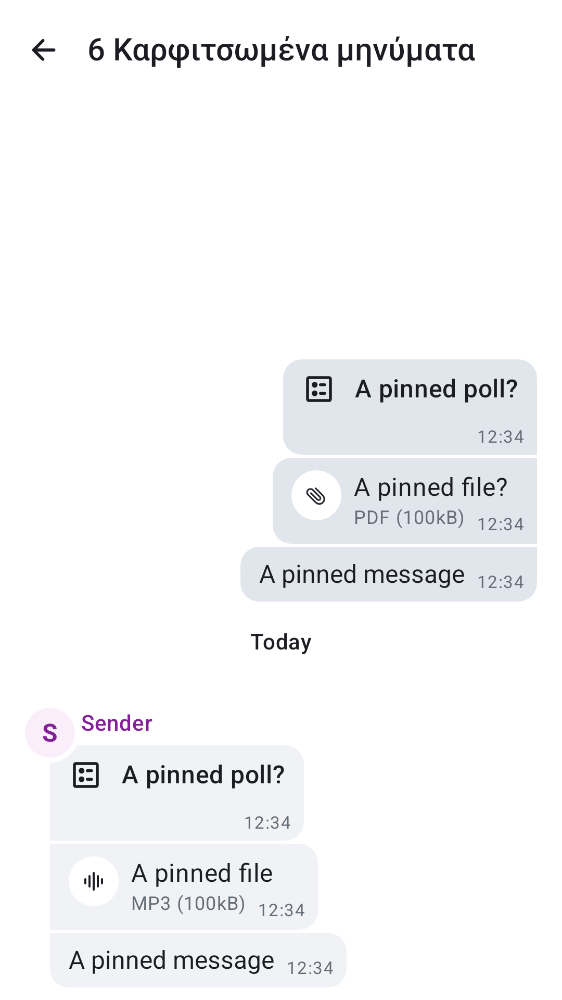 6 Καρφιτσωμένα μηνύματα
A pinned poll?
12:34
A pinned file?
PDF (100kB) 12:34
A pinned message 12:34
Today
S Sender
A pinned poll?
12:34
A pinned file
MP3 (100kB) 12:34
A pinned message 12:34